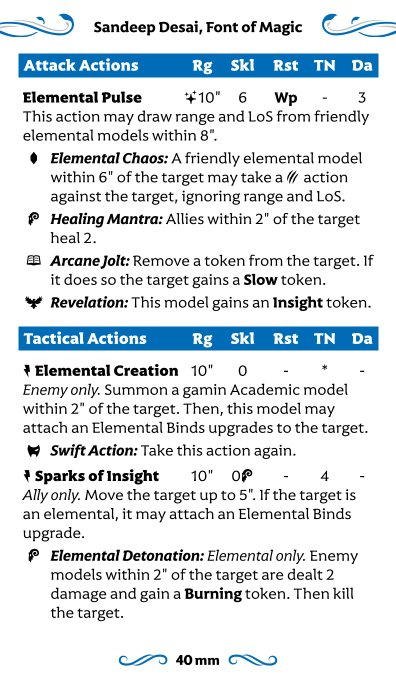 Sandeep Desai, Font of Magic
Attack Actions Rg Skl Rst TN Da
Elemental Pulse 10" 6 Wp - 3
This action may draw range and LoS from friendly
elemental models within 8".
Elemental Chaos: A friendly elemental model
within 6" of the target may take a action
against the target, ignoring range and LoS.
Healing Mantra: Allies within 2" of the target
heal 2.
Arcane Jolt: Remove a token from the target. If
it does so the target gains a Slow token.
Revelation: This model gains an Insight token.
Tactical Actions Rg Skl Rst TN Da
Elemental Creation 10" 0 - * -
Enemy only. Summon a gamin Academic model
within 2" of the target. Then, this model may
attach an Elemental Binds upgrades to the target.
Swift Action: Take this action again.
Sparks of Insight 10" 0 - 4 -
Ally only. Move the target up to 5". If the target is
an elemental, it may attach an Elemental Binds
upgrade.
Elemental Detonation: Elemental only. Enemy
models within 2" of the target are dealt 2
damage and gain a Burning token. Then kill
the target.
40 mm